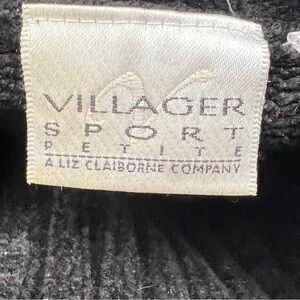 VILLAGER
SPORT
PETITE
A LIZ CLAIBORNE COMPANY